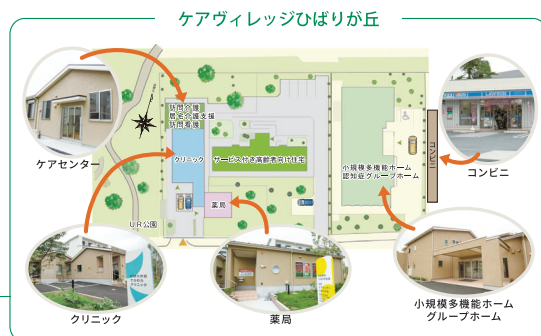 ケアヴィレッジひばりが丘
訪問介護
居宅介護支援
訪問看護
ケアセンター
クリニック
サービス付き高齢者向け住宅
小規模多機能ホーム
認知症グループホーム
コンビニ
コンビニ
薬局
UR公園
クリニック
薬局
小規模多機能ホーム
グループホーム